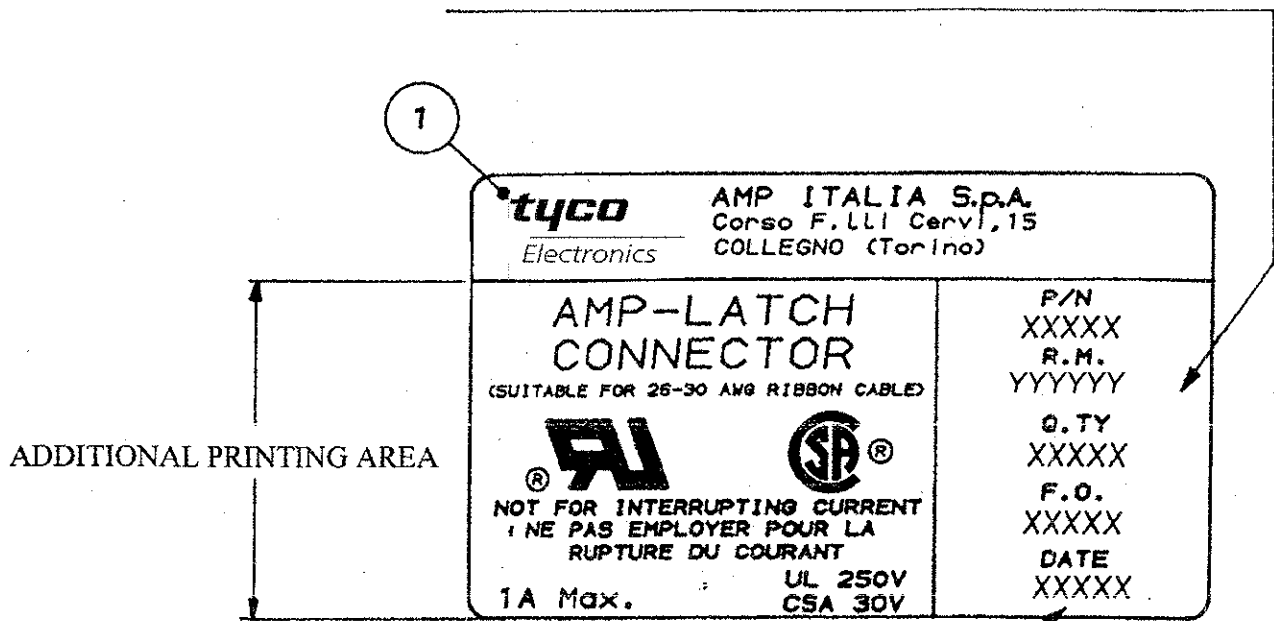 1
tyco
Electronics
AMP ITALIA S.p.A.
Corso F.LLI Cervi,15
COLLEGNO (Torino)
ADDITIONAL PRINTING AREA
AMP-LATCH
CONNECTOR
(SUITABLE FOR 26-30 AWG RIBBON CABLE)
® ®
NOT FOR INTERRUPTING CURRENT
NE PAS EMPLOYER POUR LA
RUPTURE DU COURANT
1A Max.
UL 250V
CSA 30V
P/N
XXXXX
R.M.
YYYYYY
Q.TY
XXXXX
F.O.
XXXXX
DATE
XXXXX